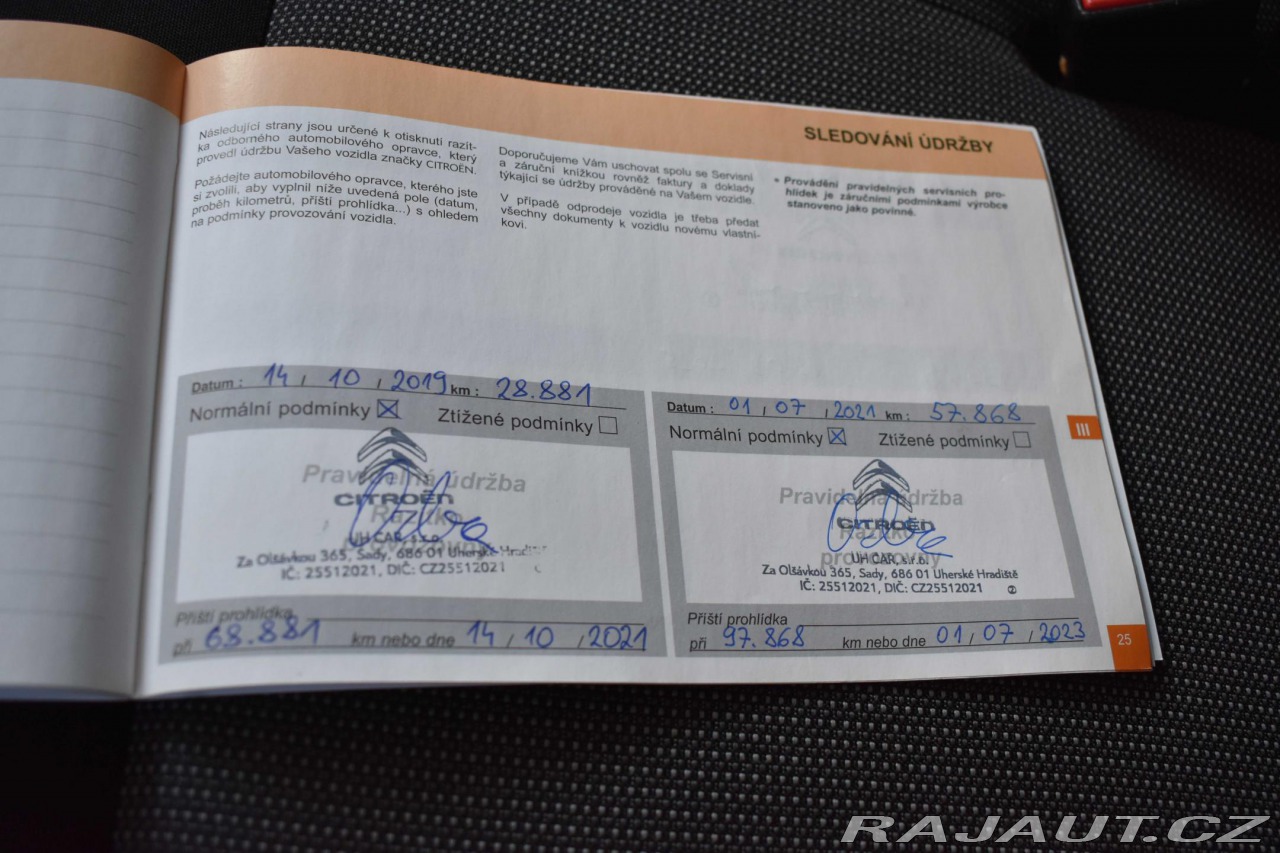 SLEDOVÁNÍ ÚDRŽBY
Následující strany jsou určené k otisknutí razít-
ka odborného automobilového opravce, který
provedl údržbu Vašeho vozidla značky CITROËN.
Požádejte automobilového opravce, kterého jste
si zvolili, aby vyplnil níže uvedená pole (datum,
proběh kilometrů, příští prohlídka...) s ohledem
na podmínky provozování vozidla.
Doporučujeme Vám uschovat spolu se Servisní
a záruční knížkou rovněž faktury a doklady
týkající se údržby prováděné na Vašem vozidle.
V případě odprodeje vozidla je třeba předat
všechny dokumenty k vozidlu novému vlastní-
kovi.
• Provádění pravidelných servisních pro-
hlídek je záručními podmínkami výrobce
stanoveno jako povinné.
Datum : 14 / 10 / 2019 km : 28.881
Normální podmínky ☒ Ztížené podmínky ☐
Pravidelná údržba
CITROËN
Razítko
UH CAR, s.r.o.
Za Olšávkou 365, Sady, 686 01 Uherské Hradiš
IČ: 25512021, DIČ: CZ25512021
Příští prohlídka
při 68.881 km nebo dne 14 / 10 / 2021
Datum : 01 / 07 / 2021 km : 57.868
Normální podmínky ☒ Ztížené podmínky ☐
Pravidelná údržba
CITROËN
Razítko
provozovny
UH CAR, s.r.o.
Za Olšávkou 365, Sady, 686 01 Uherské Hradiště
IČ: 25512021, DIČ: CZ25512021 ②
Příští prohlídka
při 97.868 km nebo dne 01 / 07 / 2023
III
25
RAJAUT.CZ